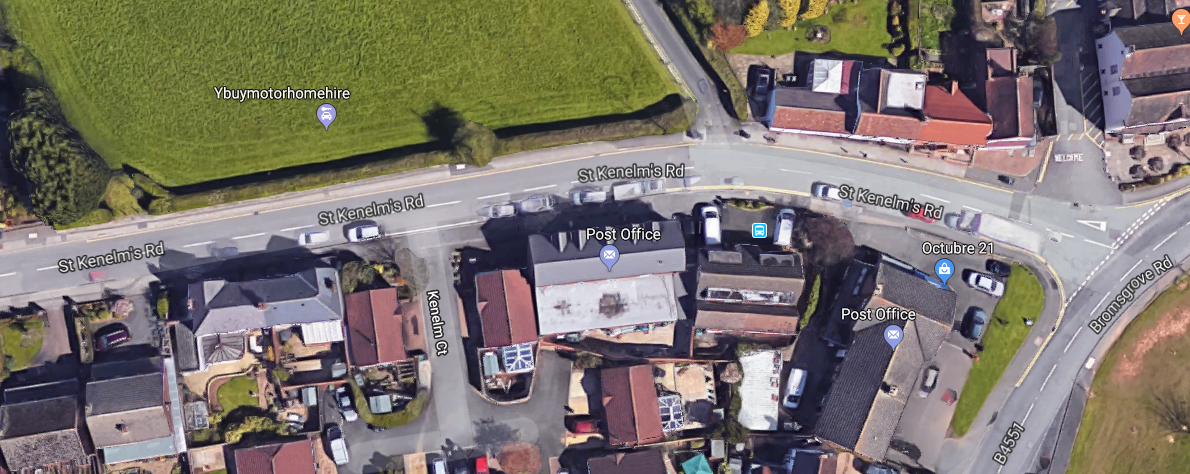 Ybuymotorhomehire
St Kenelm's Rd
St Kenelm's Rd
St Kenelm's Rd
St Kenelm's Rd
WELCOME
Post Office
Octubre 21
Post Office
Kenelm Ct
Bromsgrove Rd
B4551